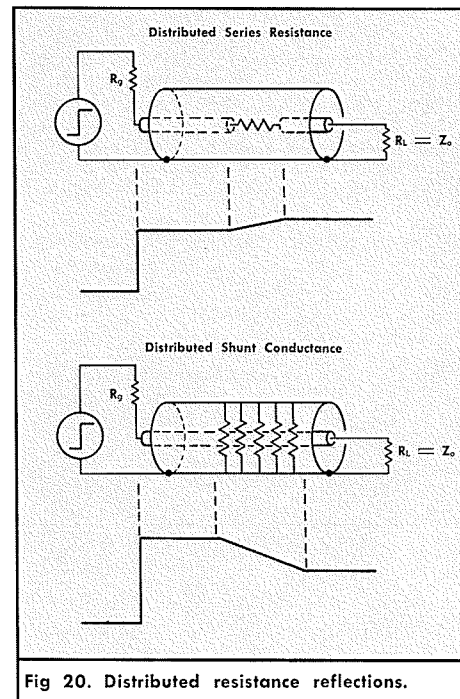 Distributed Series Resistance
Rg
RL = Zo
Distributed Shunt Conductance
Rg
RL = Zo
Fig 20. Distributed resistance reflections.